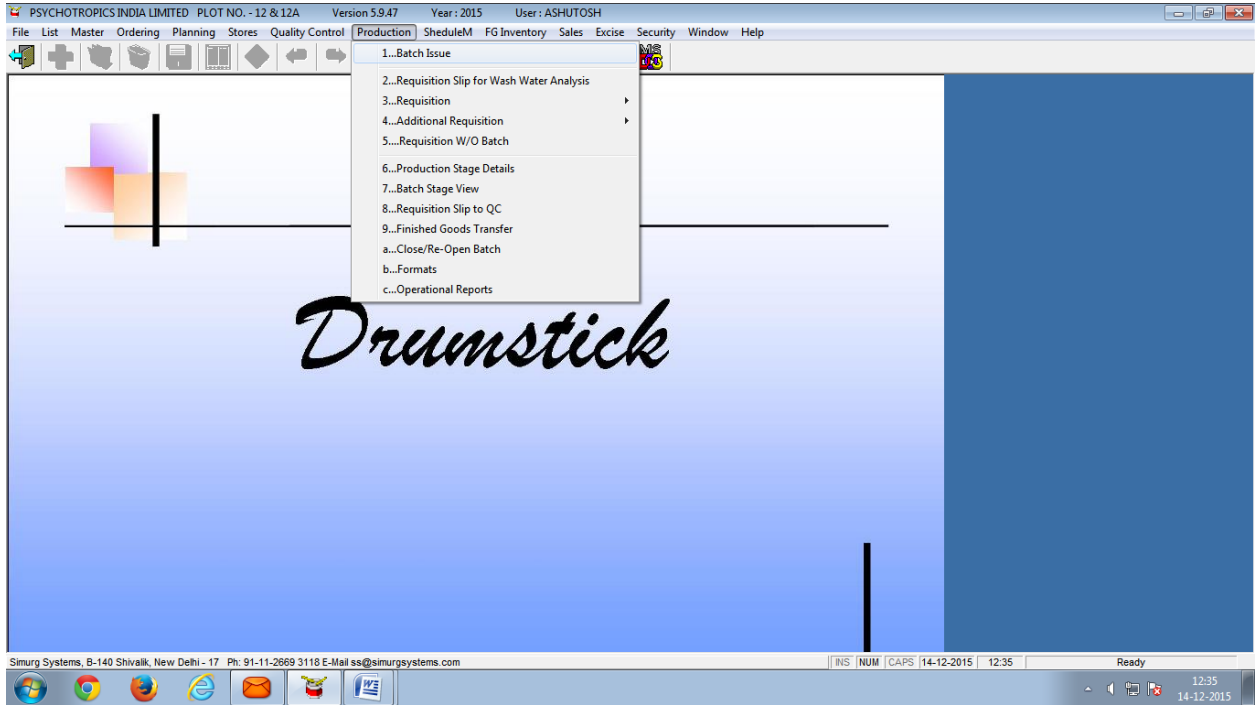 PSYCHOTROPICS INDIA LIMITED PLOT NO. - 12 & 12A Version 5.9.47 Year : 2015 User : ASHUTOSH
File List Master Ordering Planning Stores Quality Control Production SheduleM FG Inventory Sales Excise Security Window Help
1...Batch Issue
2...Requisition Slip for Wash Water Analysis
3...Requisition
4...Additional Requisition
5....Requisition W/O Batch
6...Production Stage Details
7...Batch Stage View
8...Requisition Slip to QC
9...Finished Goods Transfer
a...Close/Re-Open Batch
b...Formats
c...Operational Reports
Drumstick
Simurg Systems, B-140 Shivalik, New Delhi - 17 Ph: 91-11-2669 3118 E-Mail ss@simurgsystems.com INS NUM CAPS 14-12-2015 12:35 Ready
12:35
14-12-2015